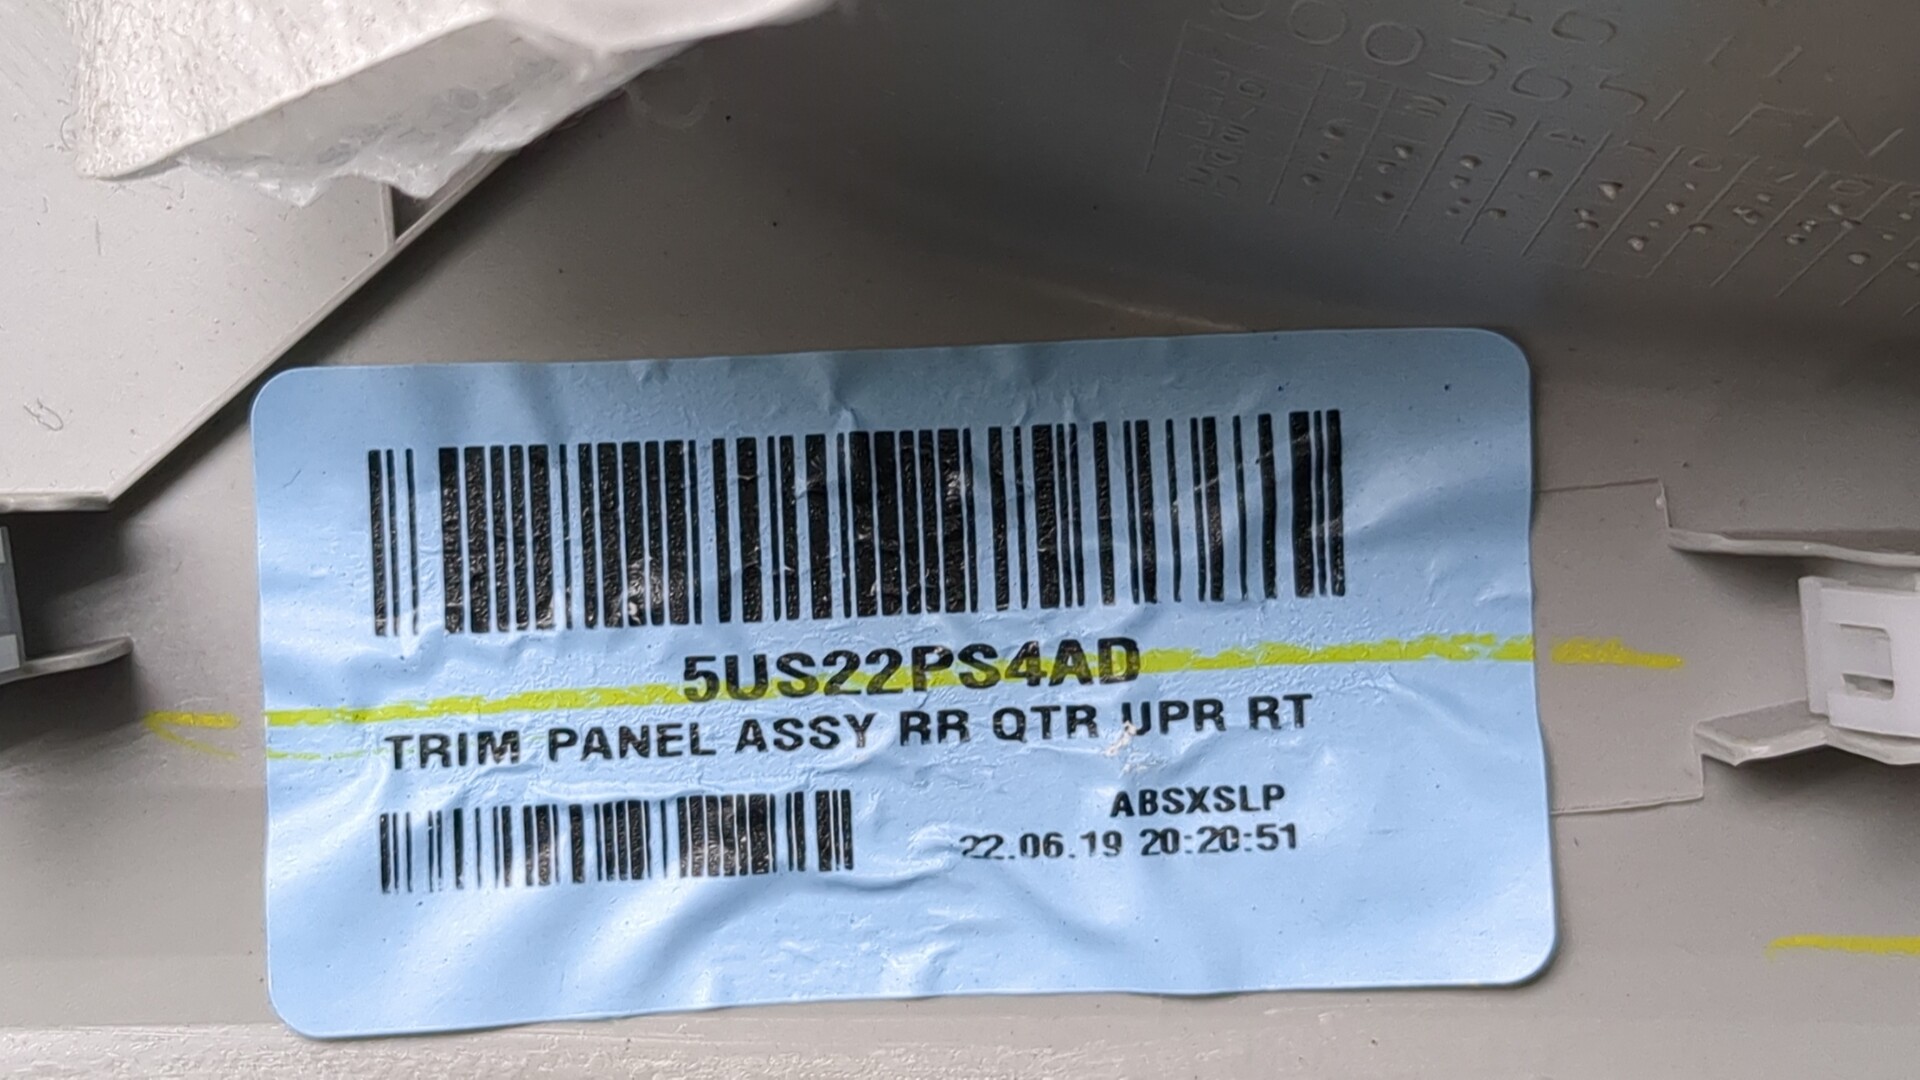 5US22PS4AD
TRIM PANEL ASSY RR QTR UPR RT
ABSXSLP
22.06.19 20:20:51